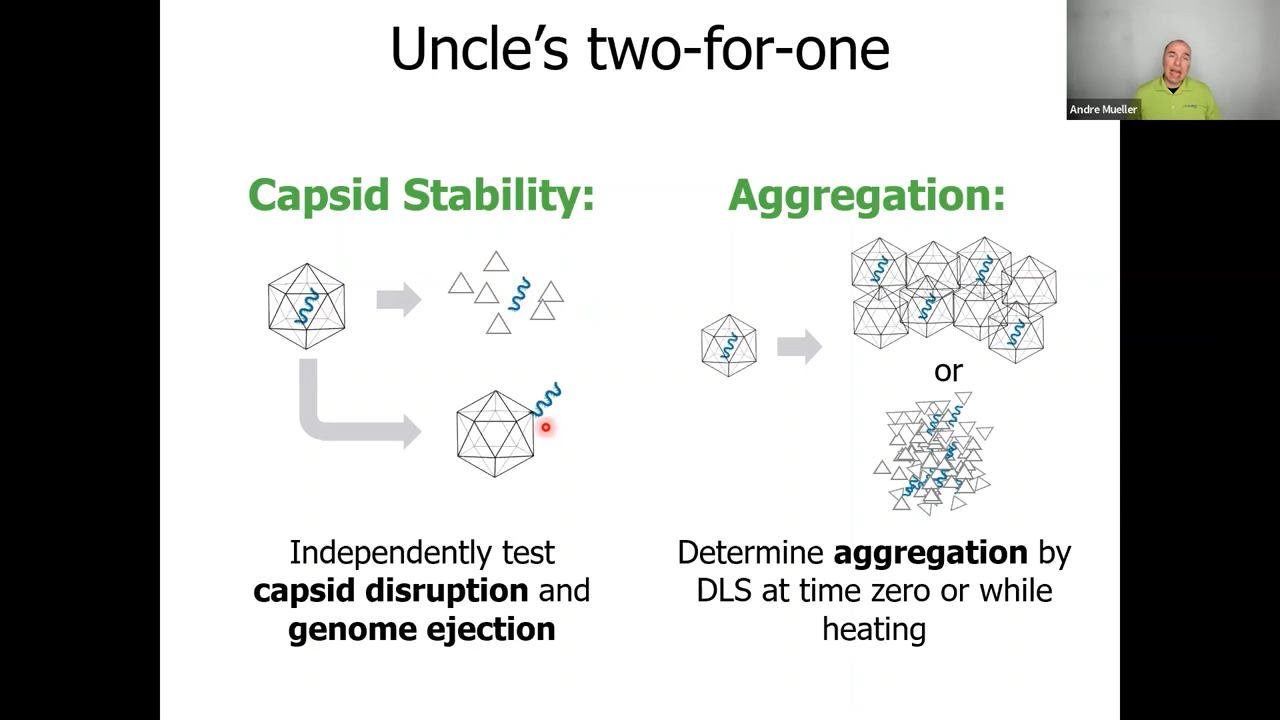 Uncle's two-for-one
Andre Mueller
Capsid Stability:
Aggregation:
or
Independently test
capsid disruption and
genome ejection
Determine aggregation by
DLS at time zero or while
heating